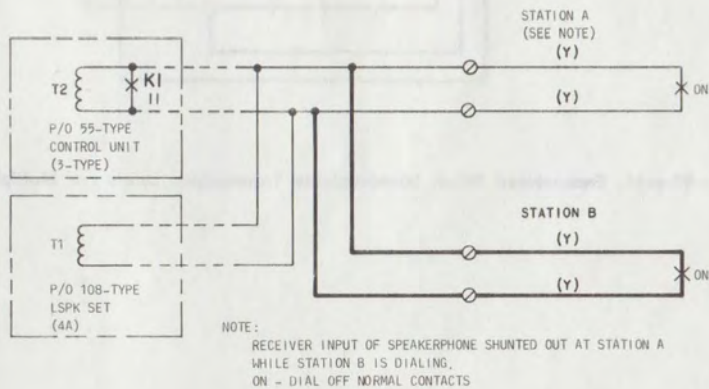 STATION A
(SEE NOTE)
(Y)
T2
K1
11
ON
(Y)
P/O 55-TYPE
CONTROL UNIT
(3-TYPE)
STATION B
(Y)
T1
ON
(Y)
P/O 108-TYPE
LSPK SET
(4A)
NOTE:
RECEIVER INPUT OF SPEAKERPHONE SHUNTED OUT AT STATION A
WHILE STATION B IS DIALING,
ON - DIAL OFF NORMAL CONTACTS